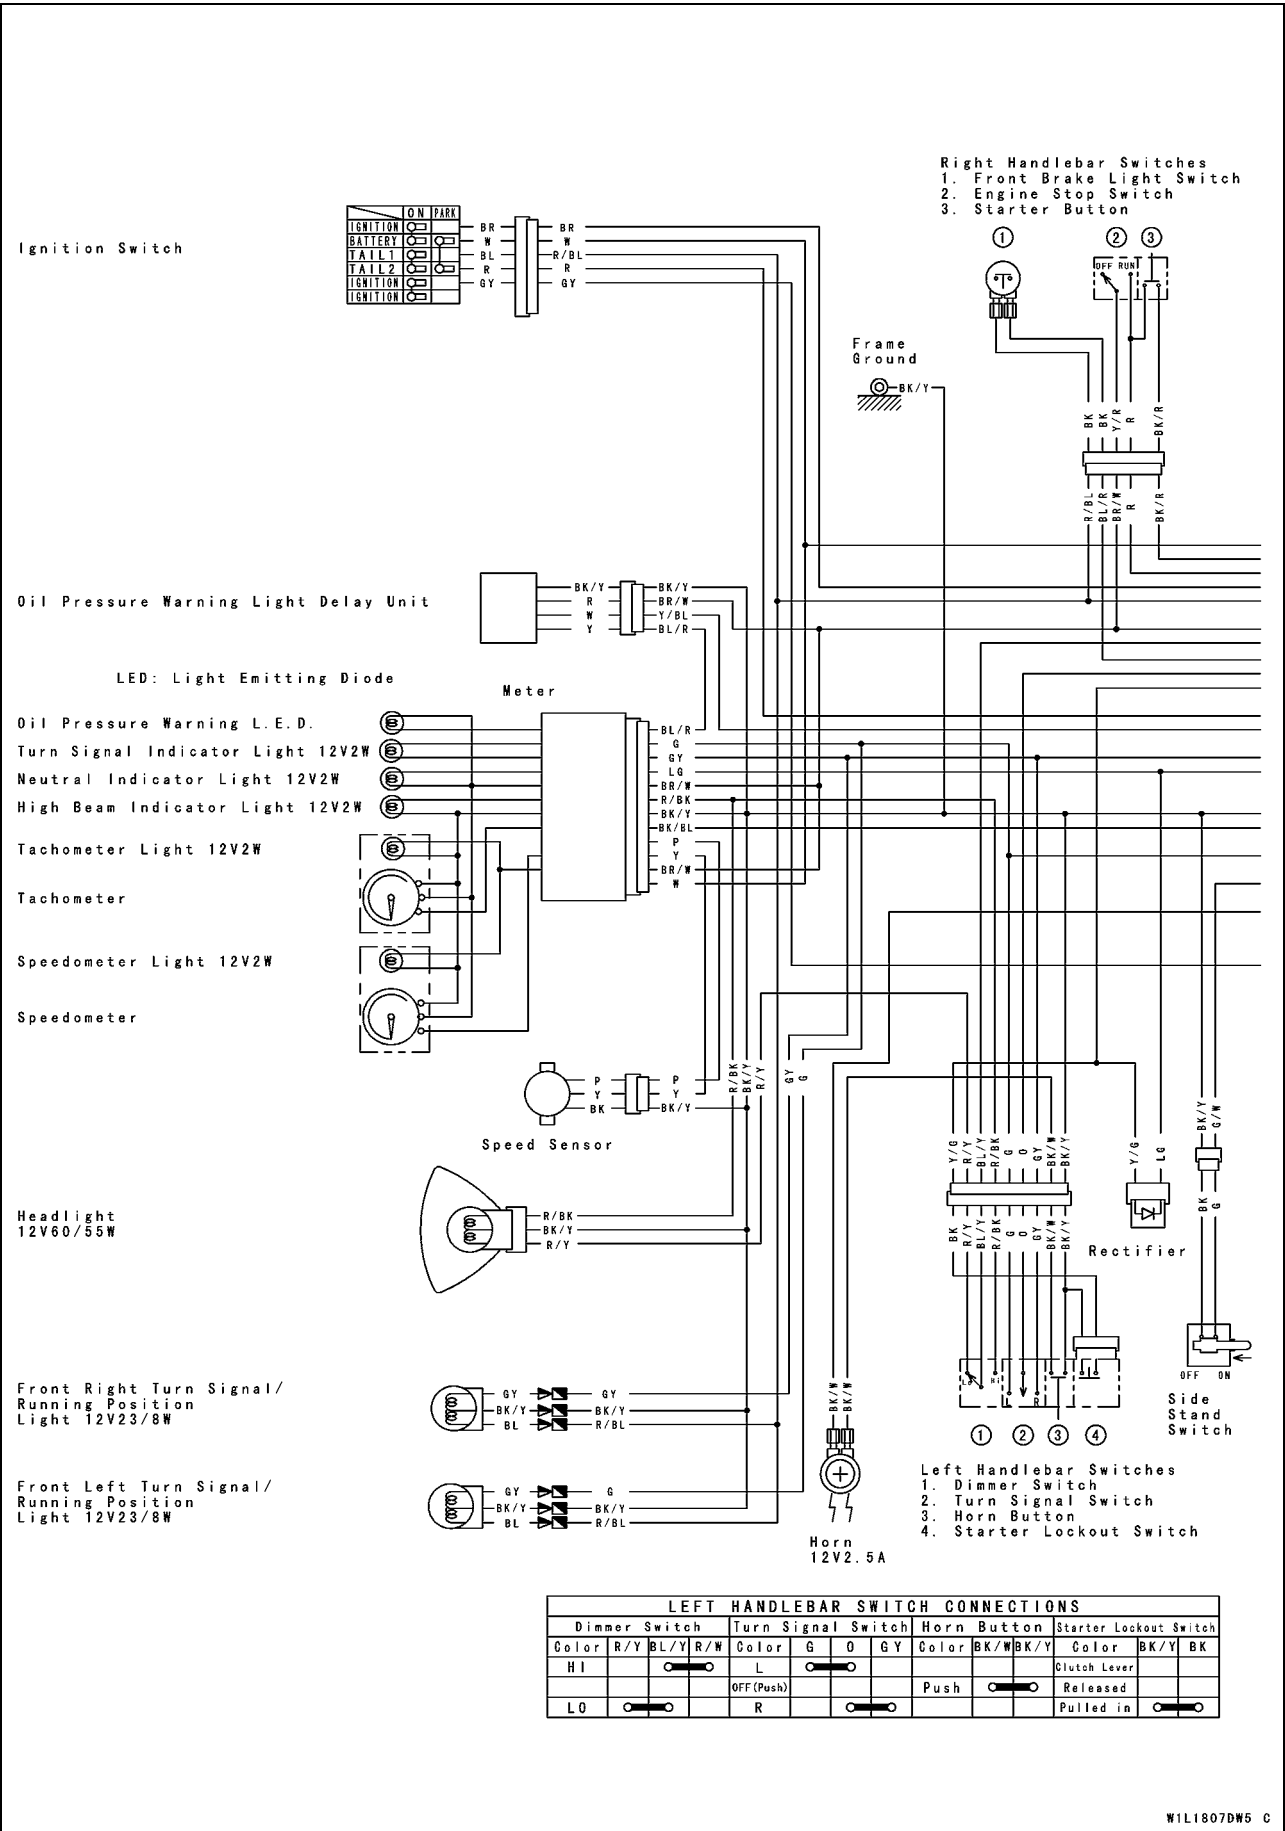 Right Handlebar Switches
1. Front Brake Light Switch
2. Engine Stop Switch
3. Starter Button
1 2 3
OFF RUN
Ignition Switch
ON PARK
IGNITION BR BR
BATTERY W W
TAIL1 BL R/BL
TAIL2 R R
IGNITION GY GY
IGNITION
Frame
Ground
BK/Y
BK BK Y/R R BK/R
R/BL BL/R BR/W R BK/R
Oil Pressure Warning Light Delay Unit
BK/Y BK/Y
R BR/W
W Y/BL
Y BL/R
LED: Light Emitting Diode
Meter
Oil Pressure Warning L.E.D.
Turn Signal Indicator Light 12V2W
Neutral Indicator Light 12V2W
High Beam Indicator Light 12V2W
Tachometer Light 12V2W
Tachometer
Speedometer Light 12V2W
Speedometer
BL/R
G
GY
LG
BR/W
R/BK
BK/Y
BK/BL
P
Y
BR/W
W
P P
Y Y
BK BK/Y
Speed Sensor
R/BK BK/Y R/Y GY G
Y/G R/Y BL/Y R/BK G O GY BK/W BK/Y
Y/G LG
BK/Y G/W
BK R/Y BL/Y R/BK G O GY BK/W BK/Y
BK G
Rectifier
Headlight
12V60/55W
R/BK
BK/Y
R/Y
Lo Hi L R
OFF ON
Side
Stand
Switch
Front Right Turn Signal/
Running Position
Light 12V23/8W
GY GY
BK/Y BK/Y
BL R/BL
BK/W BK/W
1 2 3 4
Front Left Turn Signal/
Running Position
Light 12V23/8W
GY G
BK/Y BK/Y
BL R/BL
Horn
12V2.5A
Left Handlebar Switches
1. Dimmer Switch
2. Turn Signal Switch
3. Horn Button
4. Starter Lockout Switch
LEFT HANDLEBAR SWITCH CONNECTIONS
Dimmer Switch Turn Signal Switch Horn Button Starter Lockout Switch
Color R/Y BL/Y R/W Color G O GY Color BK/W BK/Y Color BK/Y BK
HI L Clutch Lever
OFF(Push) Push Released
LO R Pulled in
W1L1807DW5 C